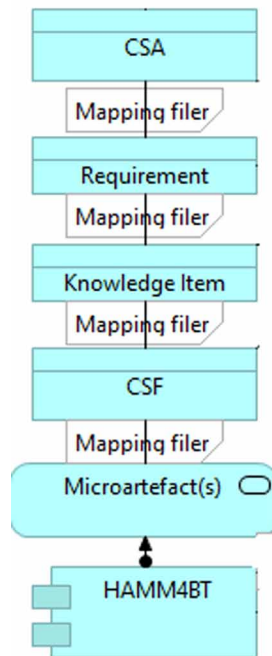 CSA
Mapping filer
Requirement
Mapping filer
Knowledge Item
Mapping filer
CSF
Mapping filer
Microartefact(s)
HAMM4BT